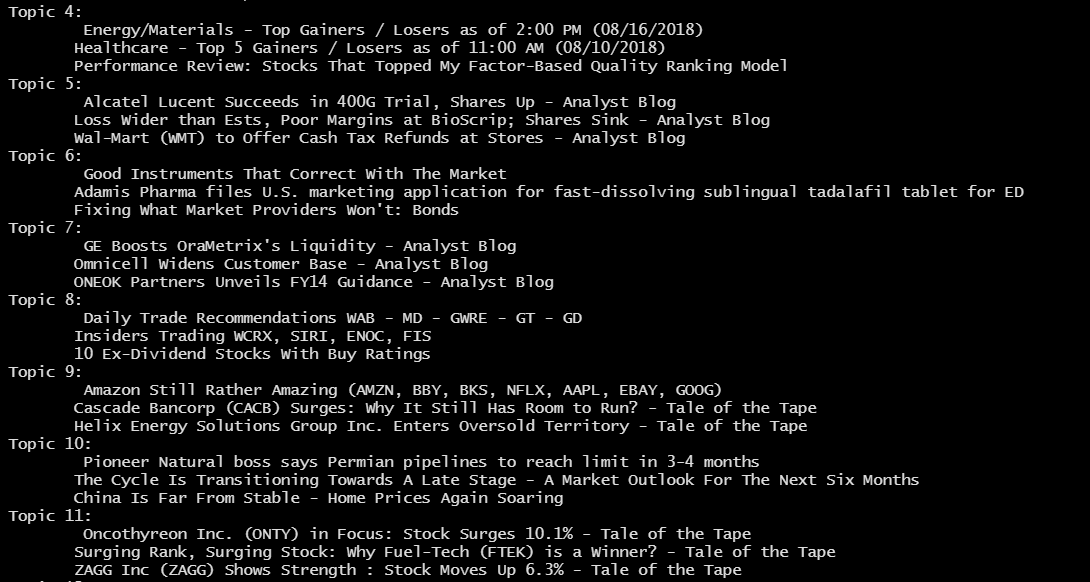 Topic 4:
Energy/Materials - Top Gainers / Losers as of 2:00 PM (08/16/2018)
Healthcare - Top 5 Gainers / Losers as of 11:00 AM (08/10/2018)
Performance Review: Stocks That Topped My Factor-Based Quality Ranking Model
Topic 5:
Alcatel Lucent Succeeds in 400G Trial, Shares Up - Analyst Blog
Loss Wider than Ests, Poor Margins at BioScrip; Shares Sink - Analyst Blog
Wal-Mart (WMT) to Offer Cash Tax Refunds at Stores - Analyst Blog
Topic 6:
Good Instruments That Correct With The Market
Adamis Pharma files U.S. marketing application for fast-dissolving sublingual tadalafil tablet for ED
Fixing What Market Providers Won't: Bonds
Topic 7:
GE Boosts OraMetrix's Liquidity - Analyst Blog
Omnicell Widens Customer Base - Analyst Blog
ONEOK Partners Unveils FY14 Guidance - Analyst Blog
Topic 8:
Daily Trade Recommendations WAB - MD - GWRE - GT - GD
Insiders Trading WCRX, SIRI, ENOC, FIS
10 Ex-Dividend Stocks With Buy Ratings
Topic 9:
Amazon Still Rather Amazing (AMZN, BBY, BKS, NFLX, AAPL, EBAY, GOOG)
Cascade Bancorp (CACB) Surges: Why It Still Has Room to Run? - Tale of the Tape
Helix Energy Solutions Group Inc. Enters Oversold Territory - Tale of the Tape
Topic 10:
Pioneer Natural boss says Permian pipelines to reach limit in 3-4 months
The Cycle Is Transitioning Towards A Late Stage - A Market Outlook For The Next Six Months
China Is Far From Stable - Home Prices Again Soaring
Topic 11:
Oncothyreon Inc. (ONTY) in Focus: Stock Surges 10.1% - Tale of the Tape
Surging Rank, Surging Stock: Why Fuel-Tech (FTEK) is a Winner? - Tale of the Tape
ZAGG Inc (ZAGG) Shows Strength : Stock Moves Up 6.3% - Tale of the Tape